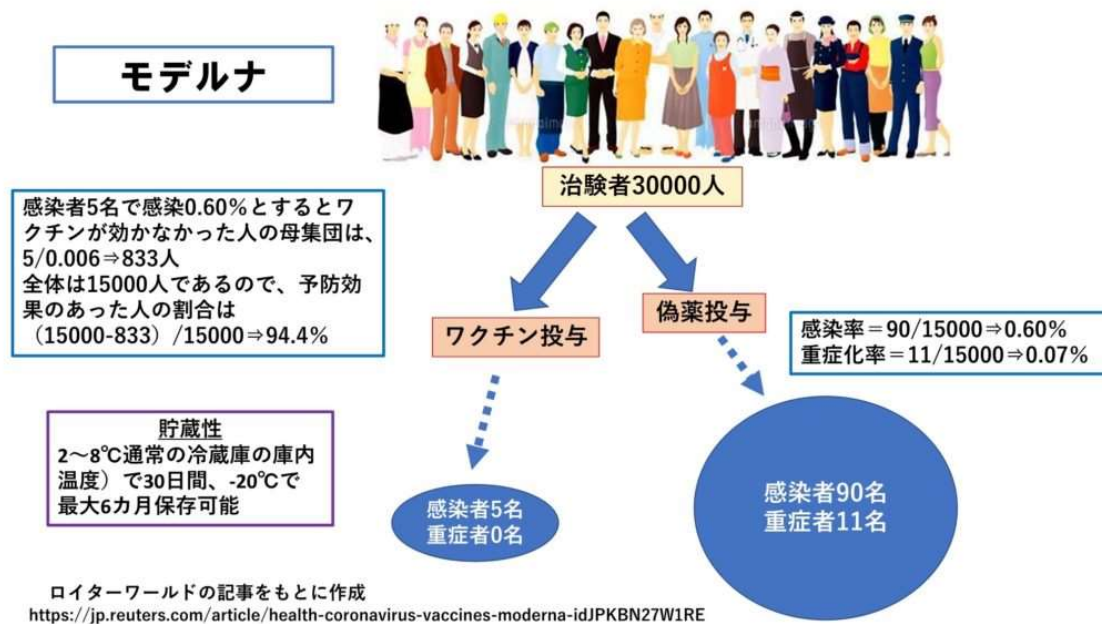 モデルナ
治験者30000人
感染者5名で感染0.60%とするとワ
クチンが効かなかった人の母集団は、
5/0.006⇒833人
全体は15000人であるので、予防効
果のあった人の割合は
（15000-833）/15000⇒94.4%
ワクチン投与
偽薬投与
感染率＝90/15000⇒0.60%
重症化率＝11/15000⇒0.07%
貯蔵性
2～8℃通常の冷蔵庫の庫内
温度）で30日間、-20℃で
最大6カ月保存可能
感染者5名
重症者0名
感染者90名
重症者11名
ロイターワールドの記事をもとに作成
https://jp.reuters.com/article/health-coronavirus-vaccines-moderna-idJPKBN27W1RE